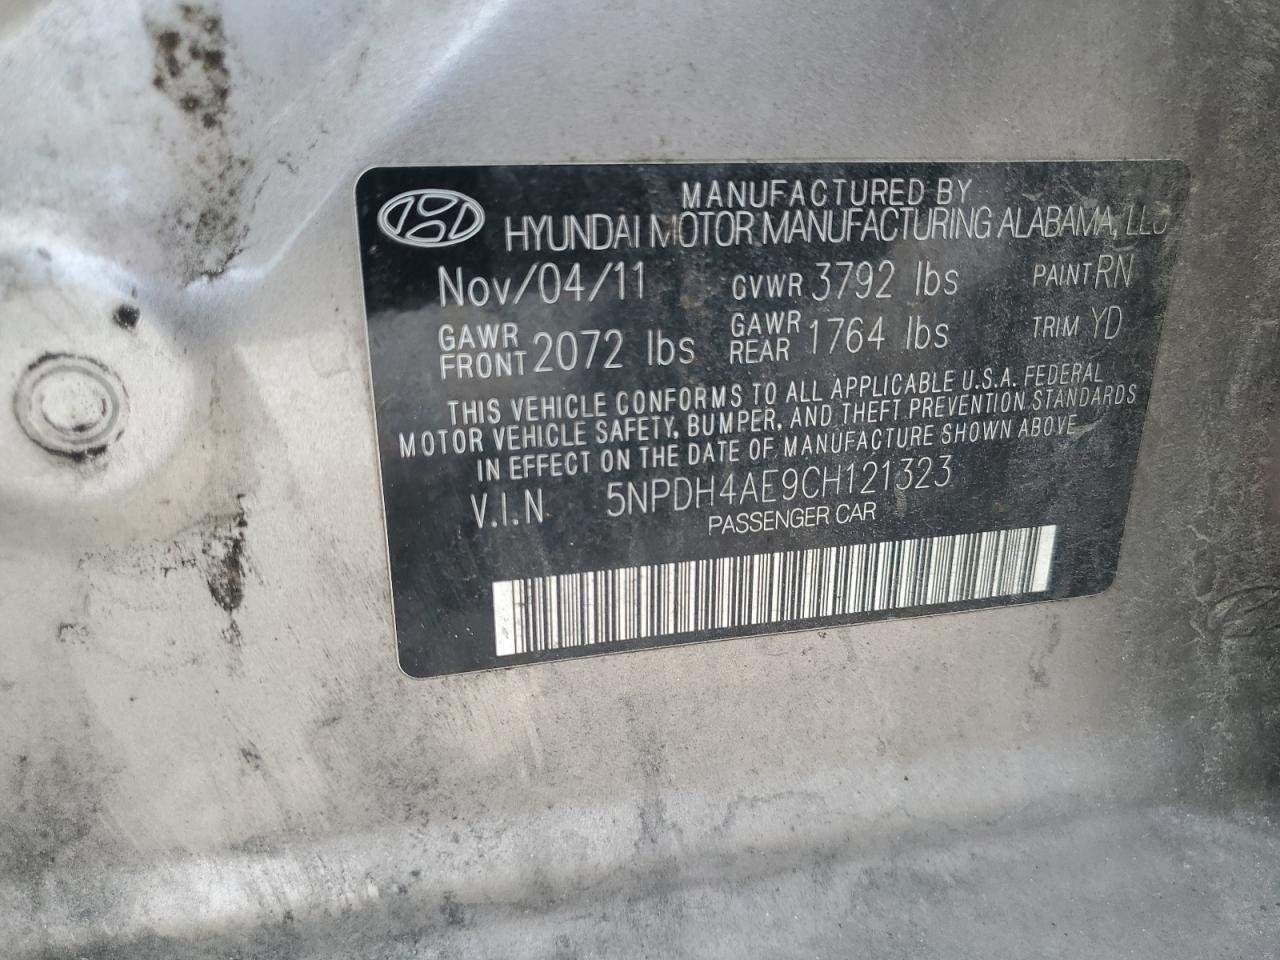 MANUFACTURED BY
HYUNDAI MOTOR MANUFACTURING ALABAMA, LLC
Nov/04/11 GVWR 3792 lbs PAINT RN
GAWR FRONT 2072 lbs GAWR REAR 1764 lbs TRIM YD
THIS VEHICLE CONFORMS TO ALL APPLICABLE U.S.A. FEDERAL
MOTOR VEHICLE SAFETY, BUMPER, AND THEFT PREVENTION STANDARDS
IN EFFECT ON THE DATE OF MANUFACTURE SHOWN ABOVE
V.I.N 5NPDH4AE9CH121323
PASSENGER CAR